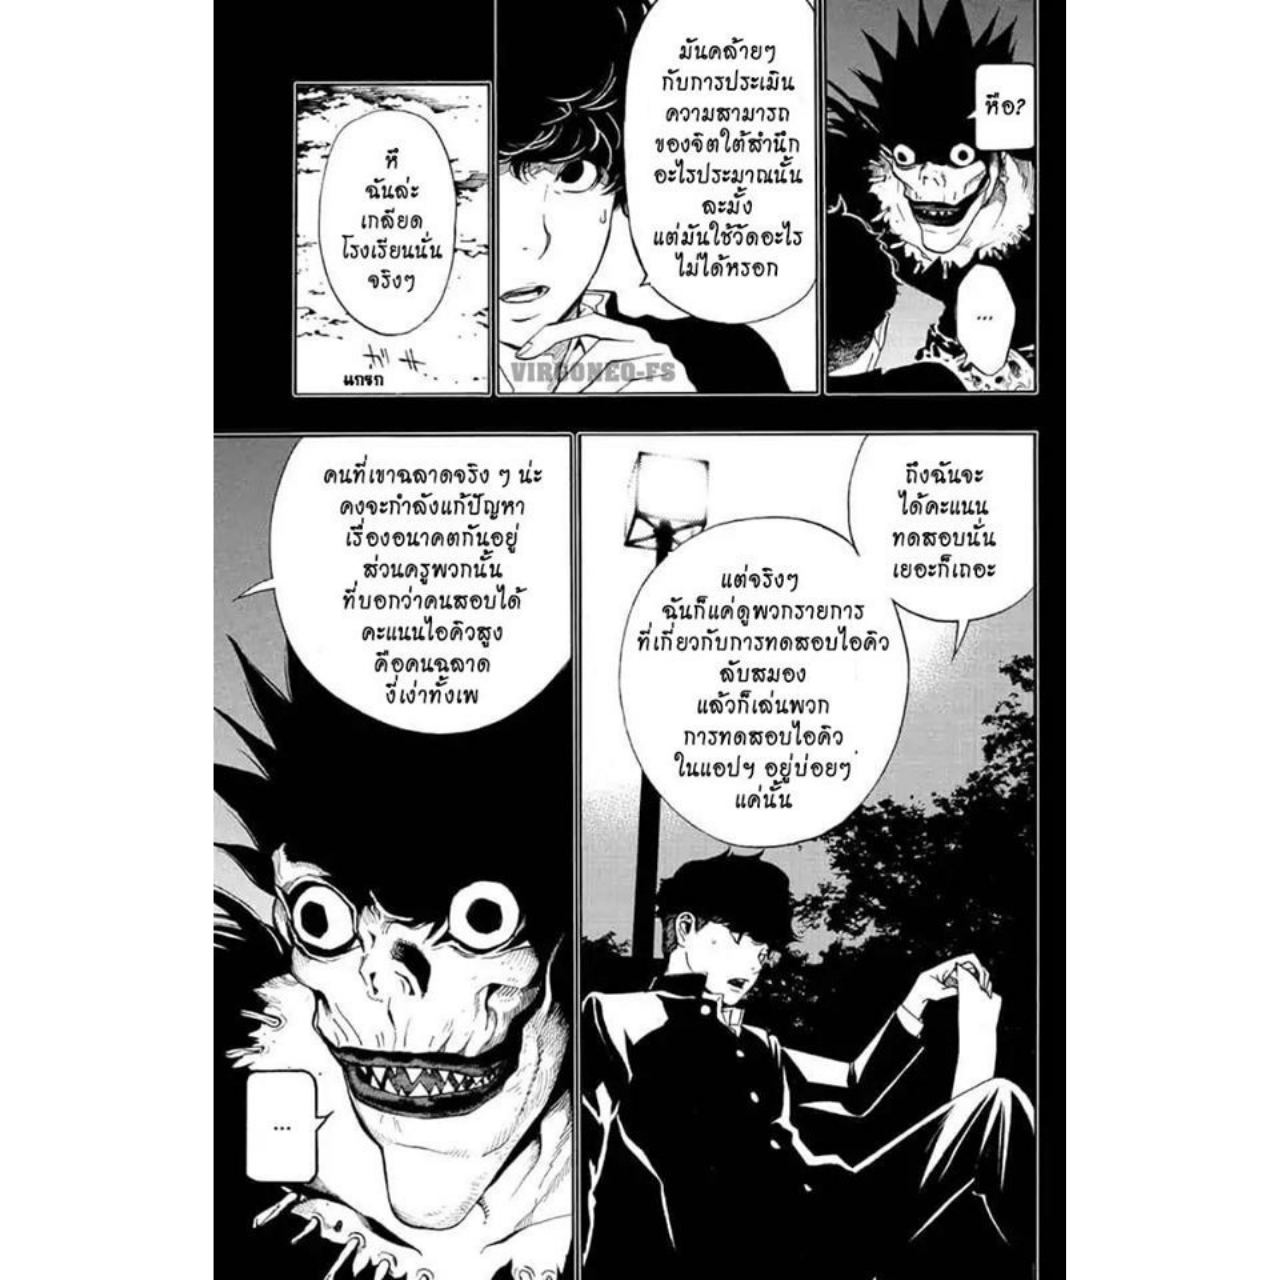 หือ?
...
มันคล้ายๆ
กับการประเมิน
ความสามารถ
ของจิตใต้สำนึก
อะไรประมาณนั้น
ละมั้ง
แต่มันใช้วัดอะไร
ไม่ได้หรอก
VIRGONEO-FS
หึ
ฉันล่ะ
เกลียด
โรงเรียนนั่น
จริงๆ
ガギ
แกร่ก
ถึงฉันจะ
ได้คะแนน
ทดสอบนั่น
เยอะก็เถอะ
แต่จริงๆ
ฉันก็แค่ดูพวกรายการ
ที่เกี่ยวกับการทดสอบไอคิว
ลับสมอง
แล้วก็เล่นพวก
การทดสอบไอคิว
ในแอปฯ อยู่บ่อยๆ
แค่นั้น
คนที่เขาฉลาดจริง ๆ น่ะ
คงจะกำลังแก้ปัญหา
เรื่องอนาคตกันอยู่
ส่วนครูพวกนั้น
ที่บอกว่าคนสอบได้
คะแนนไอคิวสูง
คือคนฉลาด
งี่เง่าทั้งเพ
...